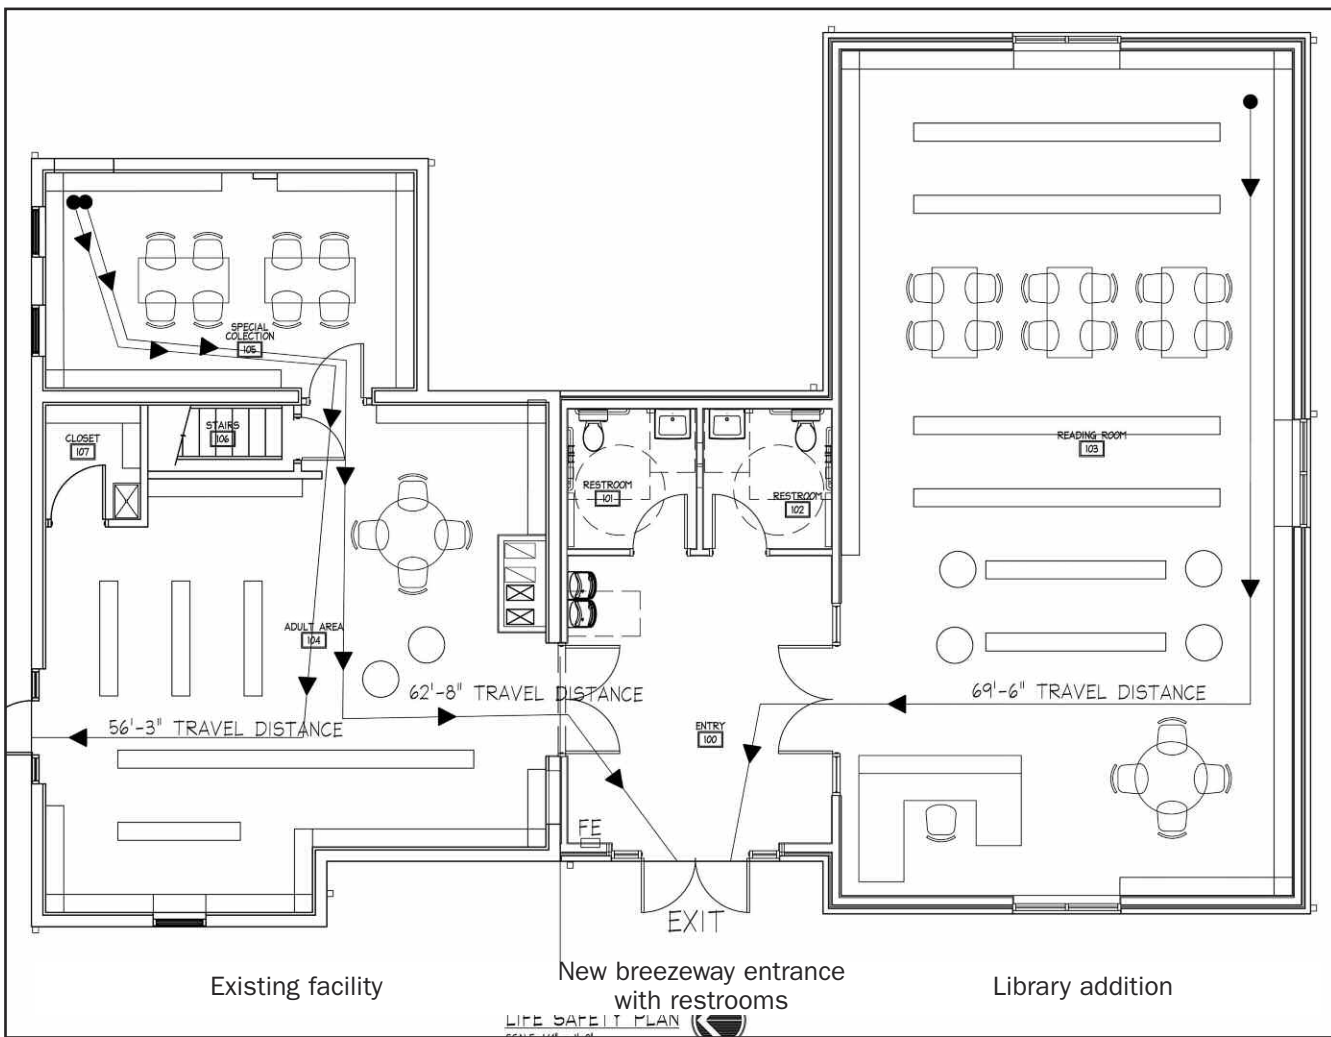 SPECIAL
COLECTION
105
STAIRS
106
CLOSET
107
RESTROOM
101
RESTROOM
102
READING ROOM
103
ADULT AREA
104
62'-8" TRAVEL DISTANCE
69'-6" TRAVEL DISTANCE
56'-3" TRAVEL DISTANCE
ENTRY
100
FE
EXIT
Existing facility
New breezeway entrance
with restrooms
Library addition
LIFE SAFETY PLAN